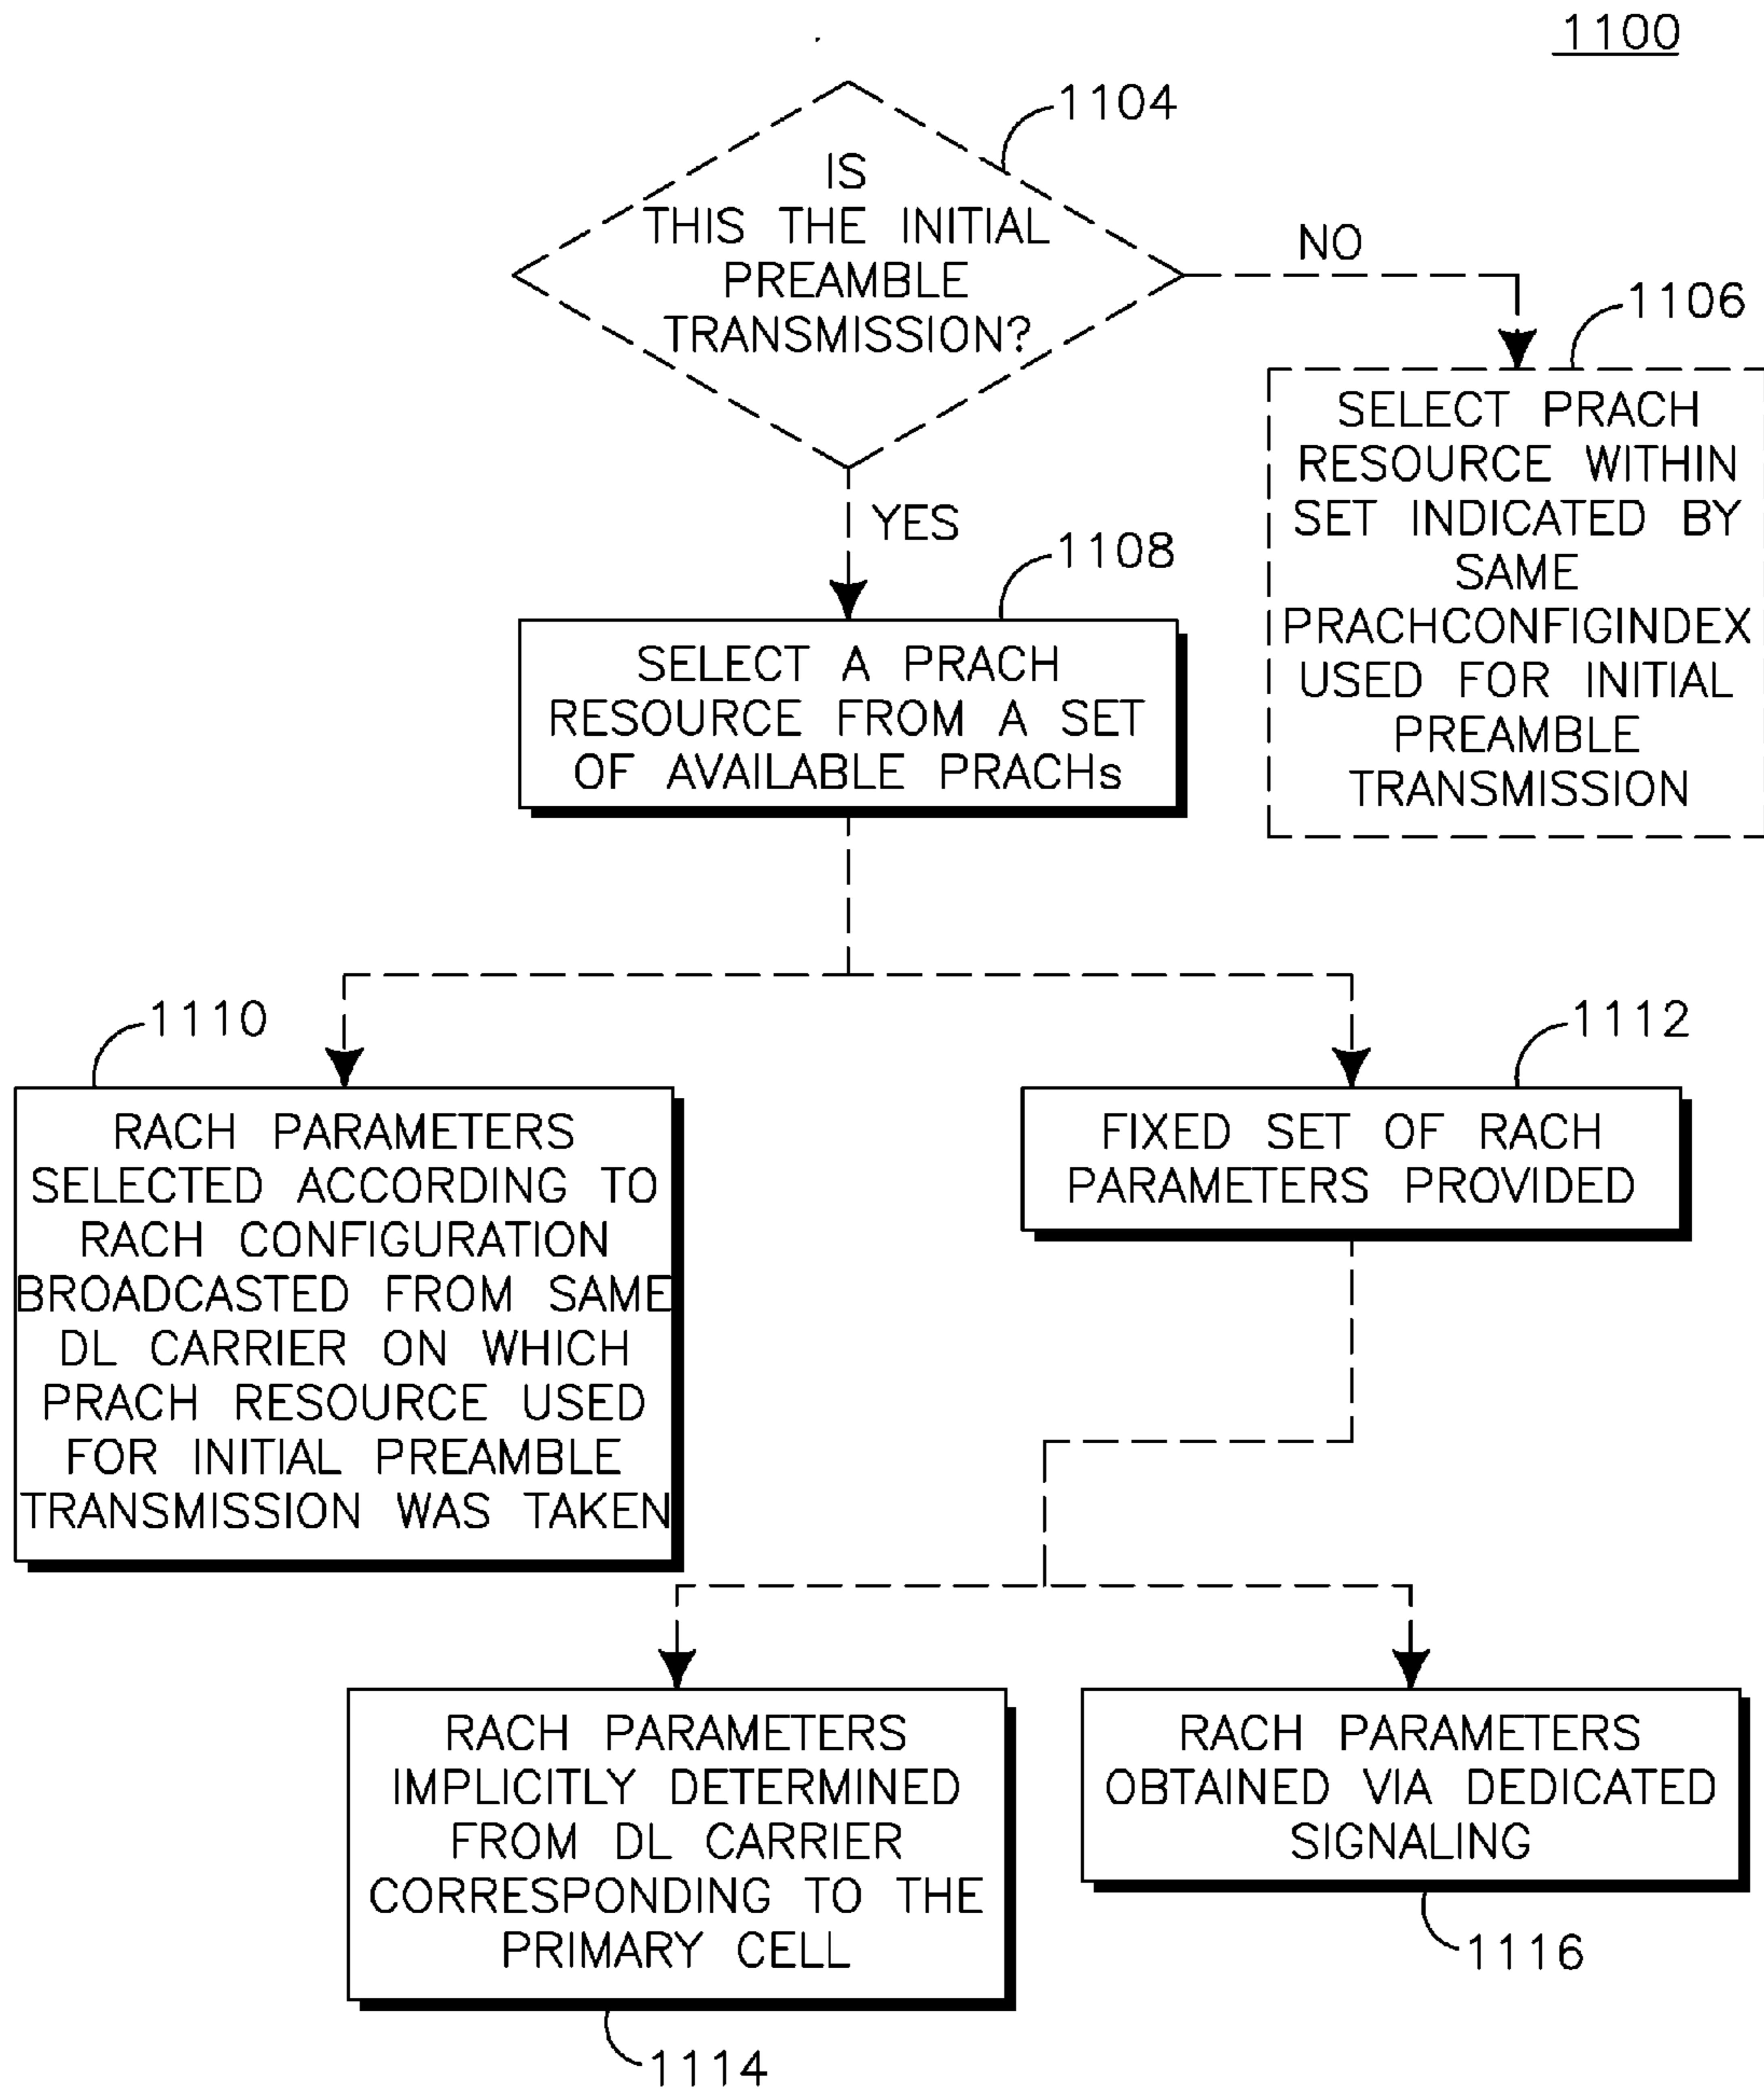 1100
1104
IS
THIS THE INITIAL
PREAMBLE
TRANSMISSION?
NO
1106
SELECT PRACH
RESOURCE WITHIN
SET INDICATED BY
SAME
PRACHCONFIGINDEX
USED FOR INITIAL
PREAMBLE
TRANSMISSION
YES
1108
SELECT A PRACH
RESOURCE FROM A SET
OF AVAILABLE PRACHs
1110
RACH PARAMETERS
SELECTED ACCORDING TO
RACH CONFIGURATION
BROADCASTED FROM SAME
DL CARRIER ON WHICH
PRACH RESOURCE USED
FOR INITIAL PREAMBLE
TRANSMISSION WAS TAKEN
1112
FIXED SET OF RACH
PARAMETERS PROVIDED
RACH PARAMETERS
IMPLICITLY DETERMINED
FROM DL CARRIER
CORRESPONDING TO THE
PRIMARY CELL
1114
RACH PARAMETERS
OBTAINED VIA DEDICATED
SIGNALING
1116